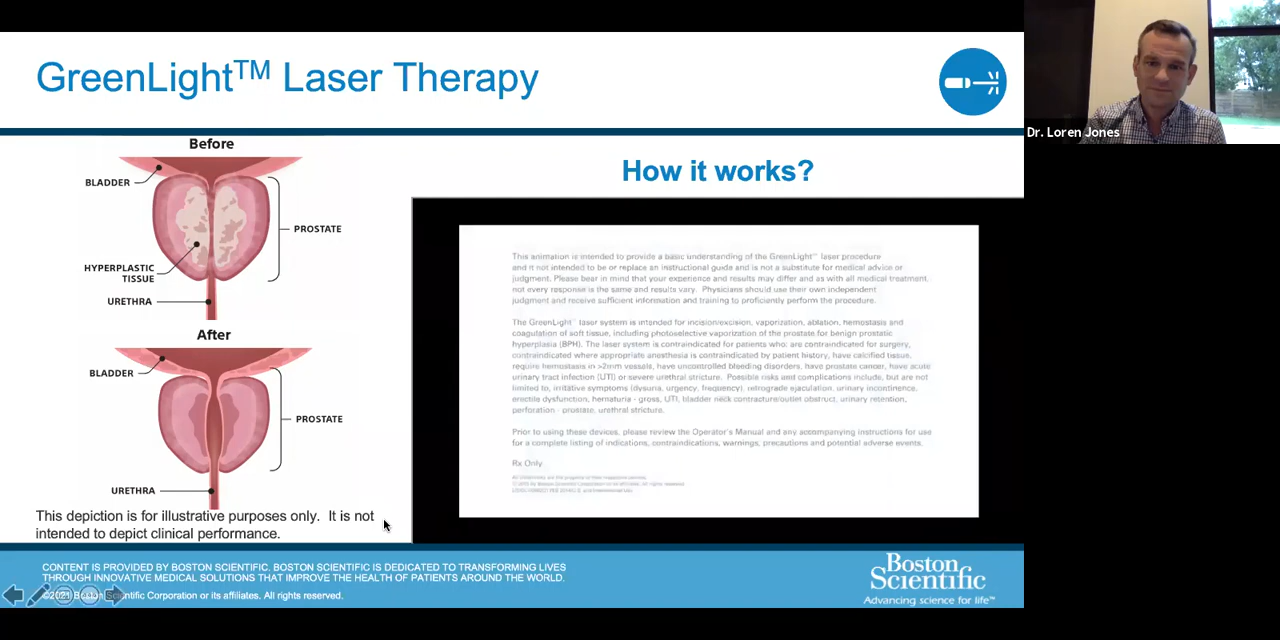 GreenLight™ Laser Therapy
Dr. Loren Jones
Before
BLADDER
PROSTATE
HYPERPLASTIC
TISSUE
URETHRA
After
BLADDER
PROSTATE
URETHRA
This depiction is for illustrative purposes only. It is not
intended to depict clinical performance.
How it works?
This animation is intended to provide a basic understanding of the GreenLight™ laser procedure
and it not intended to be or replace an instructional guide and is not a substitute for medical advice or
judgment. Please bear in mind that your experience and results may differ and as with all medical treatment,
not every response is the same and results vary. Physicians should use their own independent
judgment and receive sufficient information and training to proficiently perform the procedure.
The GreenLight™ laser system is intended for incision/excision, vaporization, ablation, hemostasis and
coagulation of soft tissue, including photoselective vaporization of the prostate for benign prostatic
hyperplasia (BPH). The laser system is contraindicated for patients who: are contraindicated for surgery,
contraindicated where appropriate anesthesia is contraindicated by patient history, have calcified tissue,
require hemostasis in >2mm vessels, have uncontrolled bleeding disorders, have prostate cancer, have acute
urinary tract infection (UTI) or severe urethral stricture. Possible risks and complications include, but are not
limited to, irritative symptoms (dysuria, urgency, frequency), retrograde ejaculation, urinary incontinence,
erectile dysfunction, hematuria - gross, UTI, bladder neck contracture/outlet obstruct, urinary retention,
perforation - prostate, urethral stricture.
Prior to using these devices, please review the Operator's Manual and any accompanying instructions for use
for a complete listing of indications, contraindications, warnings, precautions and potential adverse events.
Rx Only
All trademarks are the property of their respective owners.
CONTENT IS PROVIDED BY BOSTON SCIENTIFIC. BOSTON SCIENTIFIC IS DEDICATED TO TRANSFORMING LIVES
THROUGH INNOVATIVE MEDICAL SOLUTIONS THAT IMPROVE THE HEALTH OF PATIENTS AROUND THE WORLD.
©2021 Boston Scientific Corporation or its affiliates. All rights reserved.
Boston
Scientific
Advancing science for life™